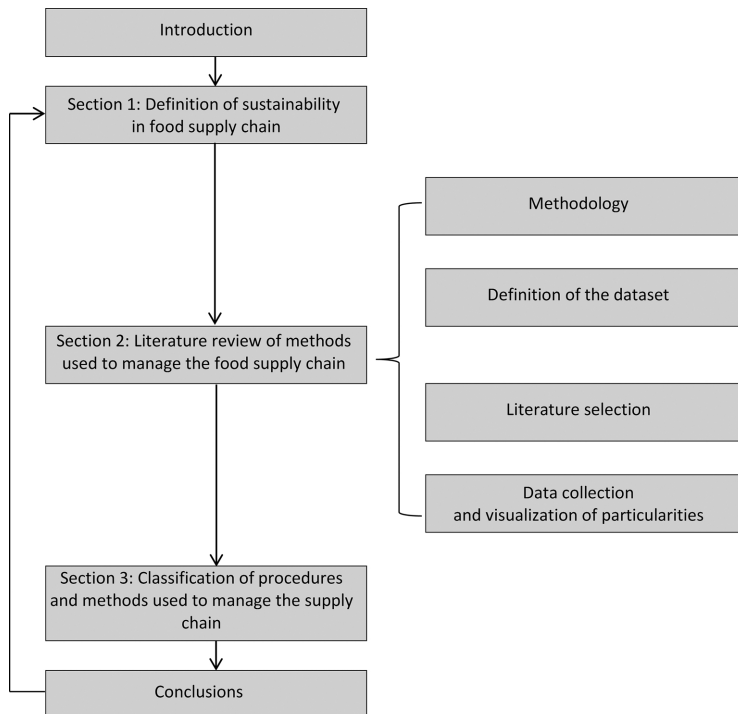 Introduction
Section 1: Definition of sustainability
in food supply chain
Section 2: Literature review of methods
used to manage the food supply chain
Methodology
Definition of the dataset
Literature selection
Data collection
and visualization of particularities
Section 3: Classification of procedures
and methods used to manage the supply
chain
Conclusions